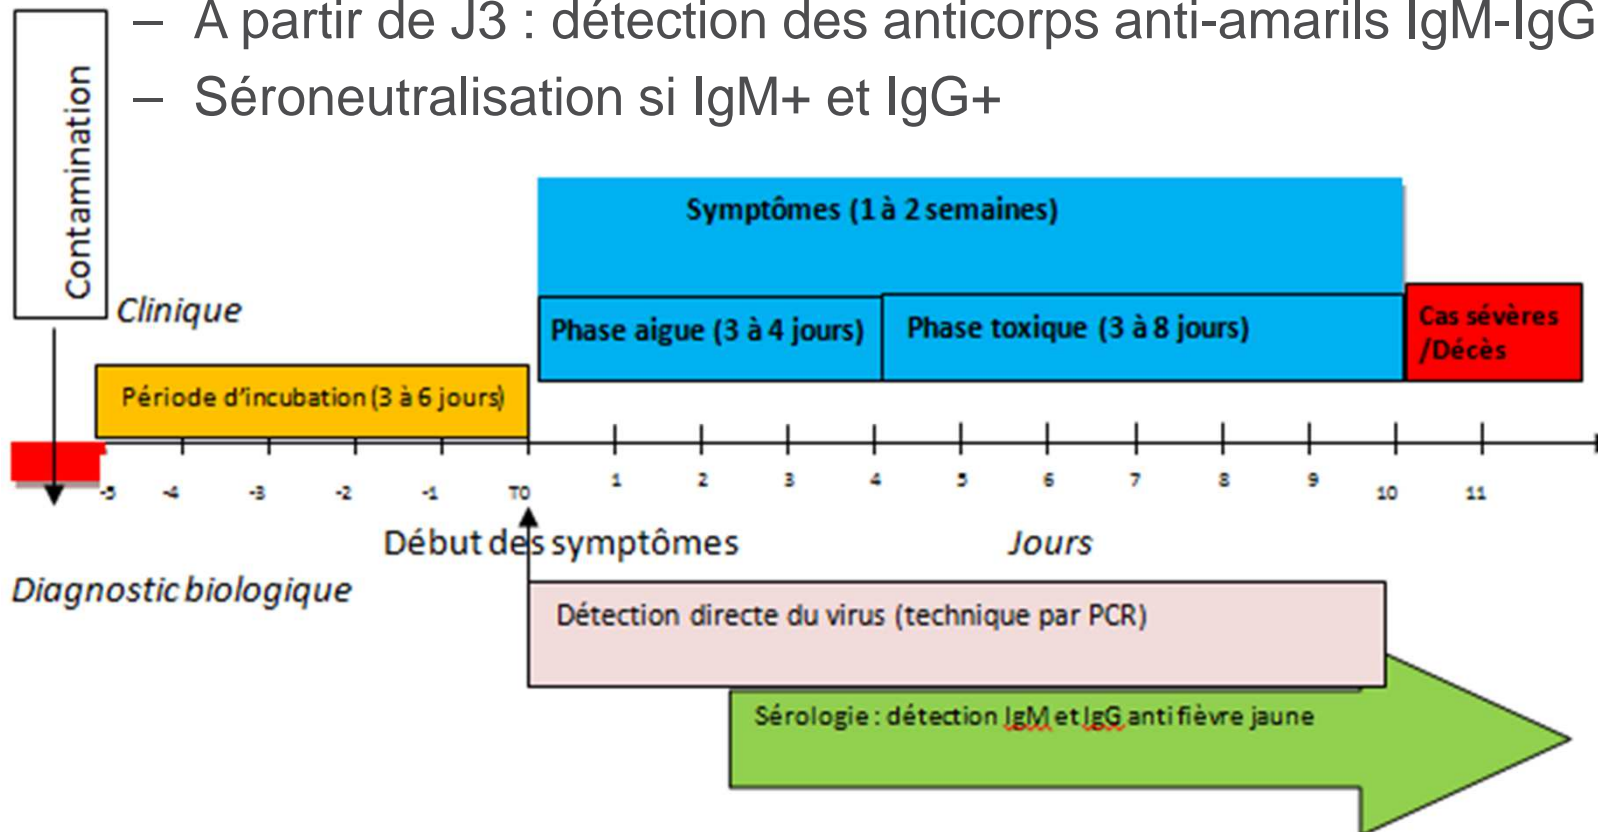 – A partir de J3 : détection des anticorps anti-amarils IgM-IgG
– Séroneutralisation si IgM+ et IgG+
Contamination
Symptômes (1 à 2 semaines)
Clinique
Phase aigue (3 à 4 jours)
Phase toxique (3 à 8 jours)
Cas sévères
/Décès
Période d’incubation (3 à 6 jours)
-5 -4 -3 -2 -1 T0 1 2 3 4 5 6 7 8 9 10 11
Début des symptômes
Jours
Diagnostic biologique
Détection directe du virus (technique par PCR)
Sérologie : détection IgM et IgG anti fièvre jaune